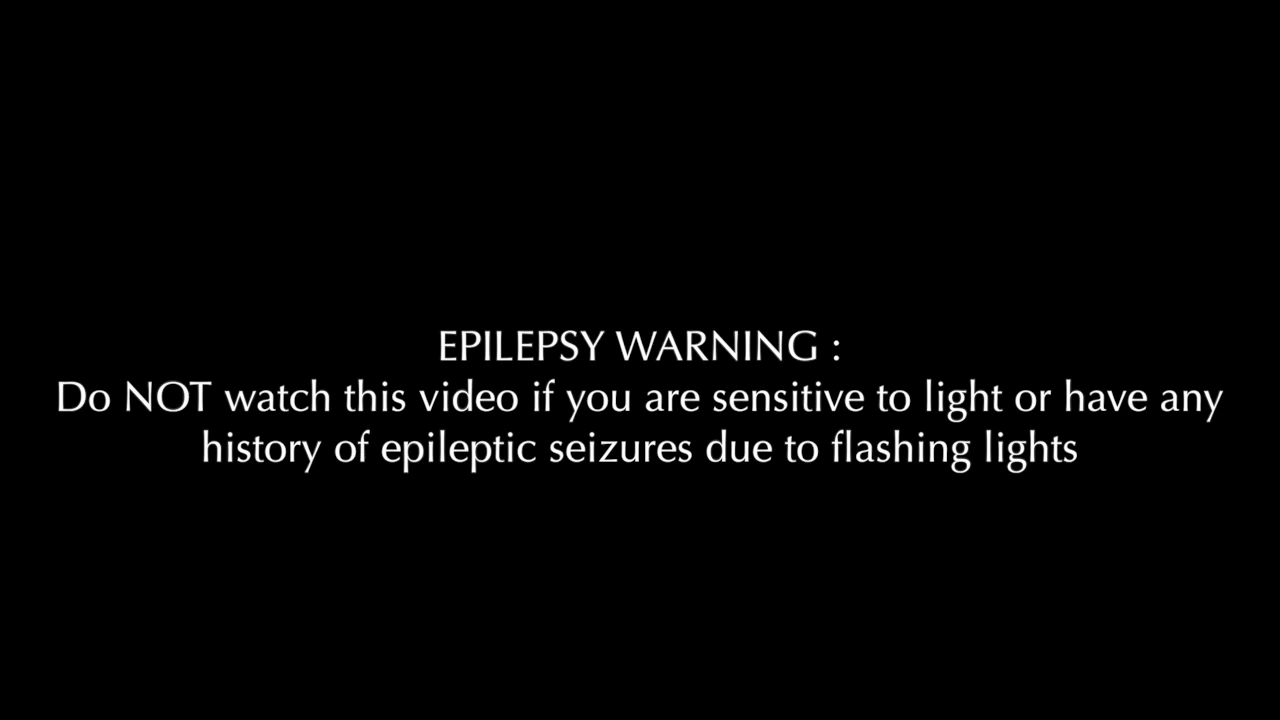 EPILEPSY WARNING :
Do NOT watch this video if you are sensitive to light or have any
history of epileptic seizures due to flashing lights